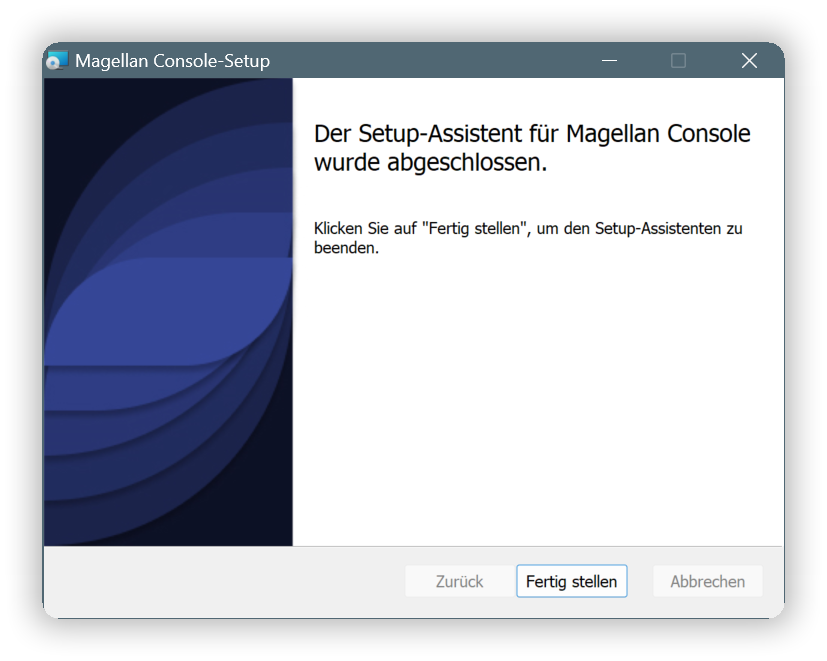 Magellan Console-Setup
Der Setup-Assistent für Magellan Console
wurde abgeschlossen.
Klicken Sie auf "Fertig stellen", um den Setup-Assistenten zu
beenden.
Zurück
Fertig stellen
Abbrechen